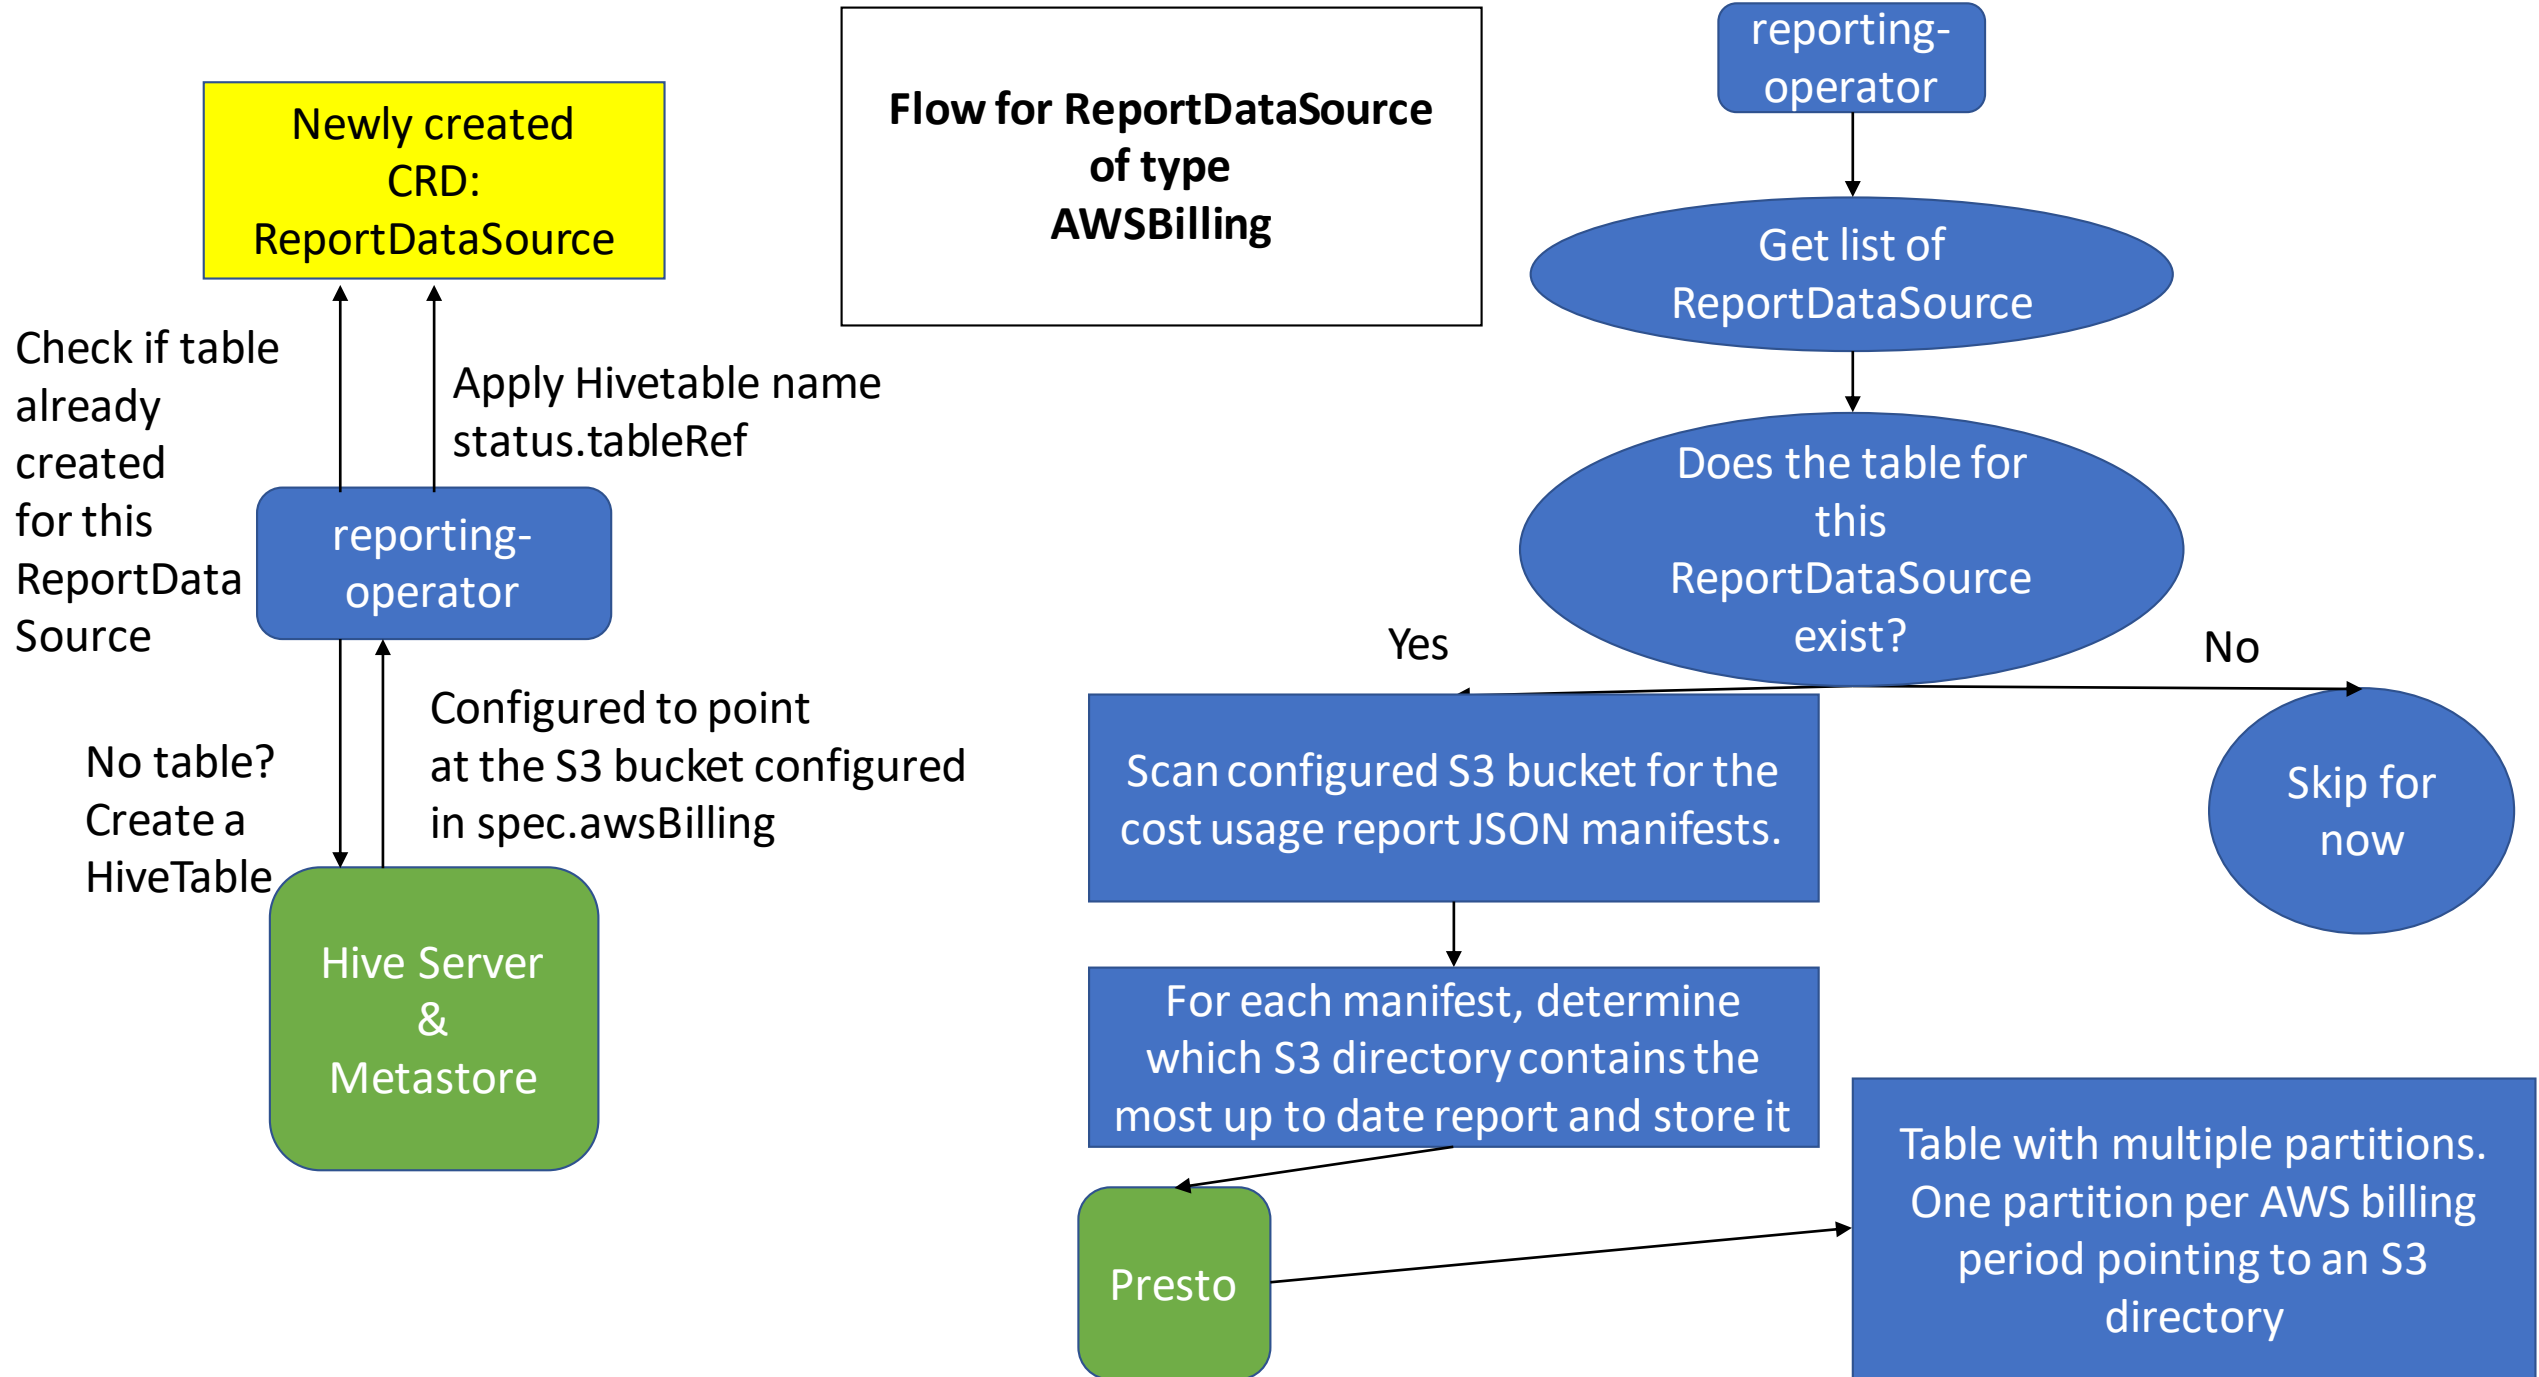 Newly created
CRD:
ReportDataSource
Flow for ReportDataSource
of type
AWSBilling
reporting-
operator
Get list of
ReportDataSource
Check if table
already
created
for this
ReportData
Source
Apply Hivetable name
status.tableRef
reporting-
operator
Does the table for
this
ReportDataSource
exist?
Yes
No
No table?
Create a
HiveTable
Configured to point
at the S3 bucket configured
in spec.awsBilling
Scan configured S3 bucket for the
cost usage report JSON manifests.
Skip for
now
Hive Server
&
Metastore
For each manifest, determine
which S3 directory contains the
most up to date report and store it
Presto
Table with multiple partitions.
One partition per AWS billing
period pointing to an S3
directory